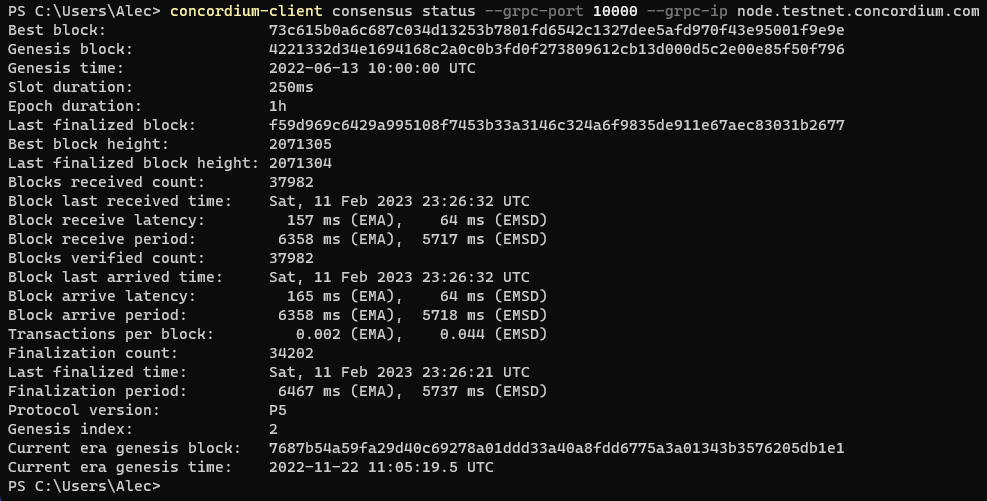 PS C:\Users\Alec> concordium-client consensus status --grpc-port 10000 --grpc-ip node.testnet.concordium.com
Best block: 73c615b0a6c687c034d13253b7801fd6542c1327dee5afd970f43e95001f9e9e
Genesis block: 4221332d34e1694168c2a0c0b3fd0f273809612cb13d000d5c2e00e85f50f796
Genesis time: 2022-06-13 10:00:00 UTC
Slot duration: 250ms
Epoch duration: 1h
Last finalized block: f59d969c6429a995108f7453b33a3146c324a6f9835de911e67aec83031b2677
Best block height: 2071305
Last finalized block height: 2071304
Blocks received count: 37982
Block last received time: Sat, 11 Feb 2023 23:26:32 UTC
Block receive latency: 157 ms (EMA), 64 ms (EMSD)
Block receive period: 6358 ms (EMA), 5717 ms (EMSD)
Blocks verified count: 37982
Block last arrived time: Sat, 11 Feb 2023 23:26:32 UTC
Block arrive latency: 165 ms (EMA), 64 ms (EMSD)
Block arrive period: 6358 ms (EMA), 5718 ms (EMSD)
Transactions per block: 0.002 (EMA), 0.044 (EMSD)
Finalization count: 34202
Last finalized time: Sat, 11 Feb 2023 23:26:21 UTC
Finalization period: 6467 ms (EMA), 5737 ms (EMSD)
Protocol version: P5
Genesis index: 2
Current era genesis block: 7687b54a59fa29d40c69278a01ddd33a40a8fdd6775a3a01343b3576205db1e1
Current era genesis time: 2022-11-22 11:05:19.5 UTC
PS C:\Users\Alec>